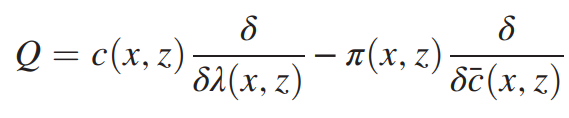 Q = c(x, z) δ/δλ(x, z) − π(x, z) δ/δc̄(x, z)